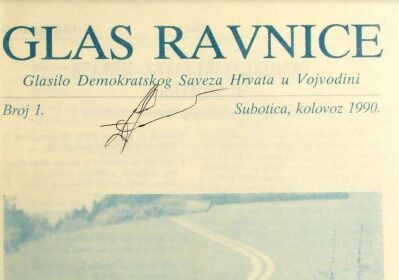 GLAS RAVNICE
Glasilo Demokratskog Saveza Hrvata u Vojvodini
Broj 1.
Subotica, kolovoz 1990.